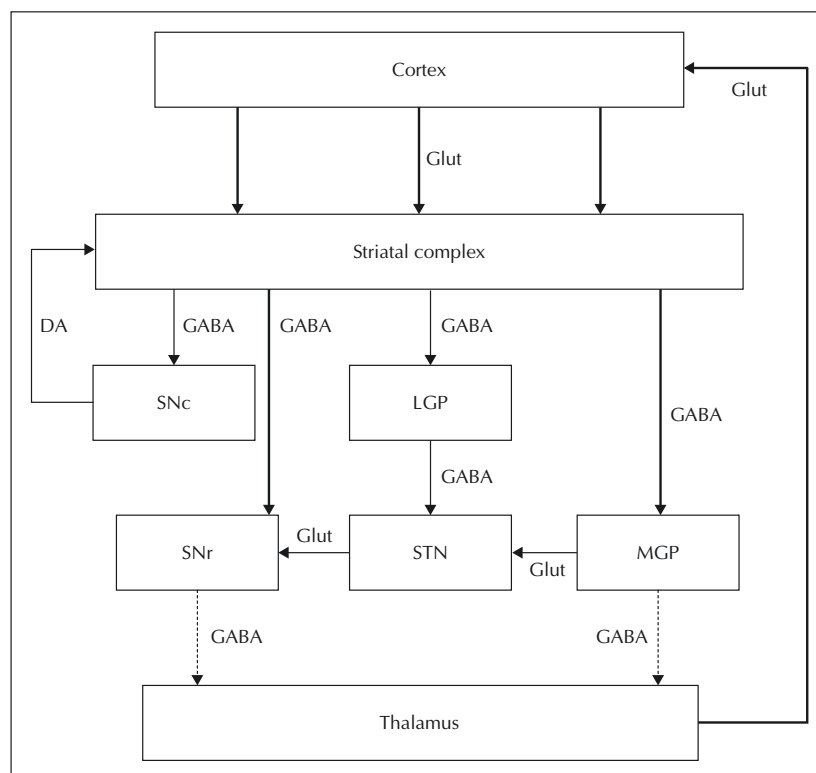 Cortex
Glut
Glut
Striatal complex
DA
GABA
GABA
GABA
SNc
LGP
GABA
GABA
SNr
Glut
STN
Glut
MGP
GABA
GABA
Thalamus